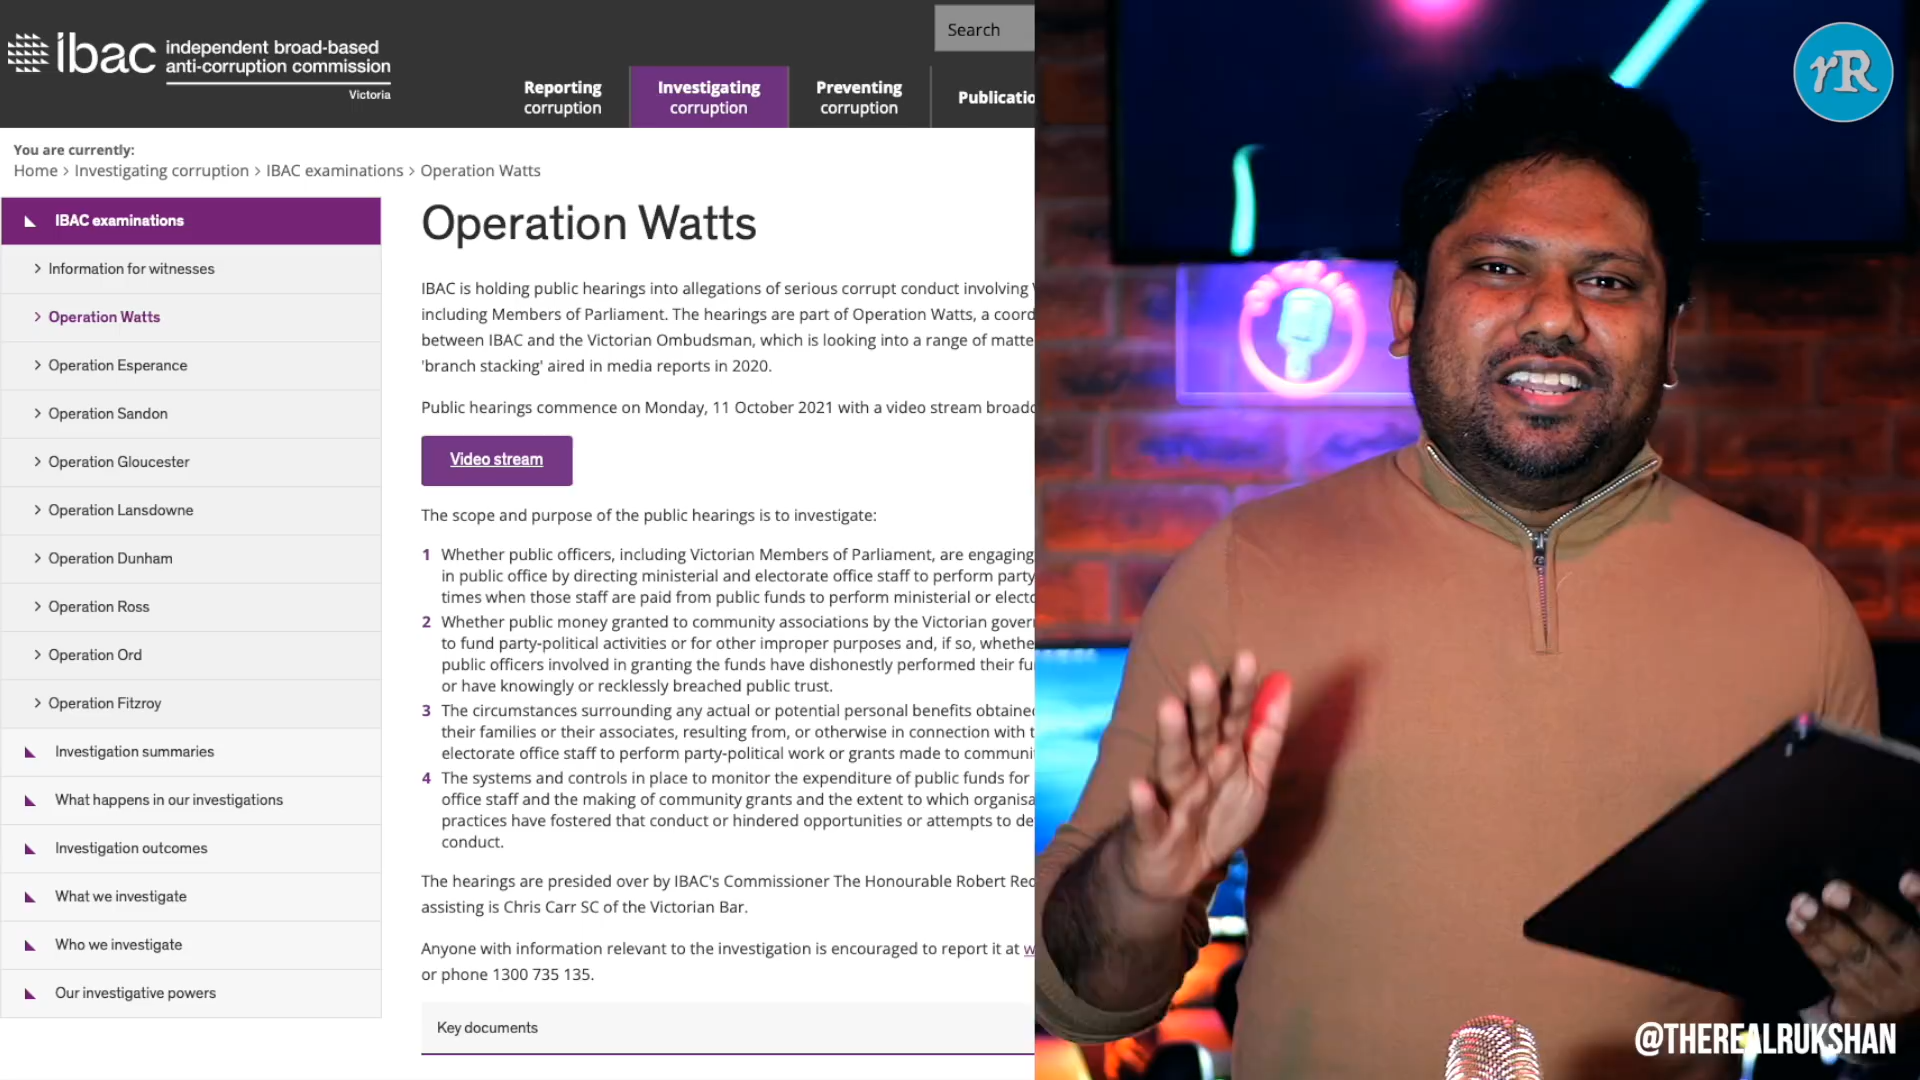 ibac
independent broad-based
anti-corruption commission
Victoria
Search
Reporting
corruption
Investigating
corruption
Preventing
corruption
You are currently:
Home > Investigating corruption > IBAC examinations > Operation Watts
IBAC examinations
Information for witnesses
Operation Watts
Operation Esperance
Operation Sandon
Operation Gloucester
Operation Lansdowne
Operation Dunham
Operation Ross
Operation Ord
Operation Fitzroy
Investigation summaries
What happens in our investigations
Investigation outcomes
What we investigate
Who we investigate
Our investigative powers
Operation Watts
IBAC is holding public hearings into allegations of serious corrupt conduct involving
including Members of Parliament. The hearings are part of Operation Watts, a
between IBAC and the Victorian Ombudsman, which is looking into a range of
'branch stacking' aired in media reports in 2020.
Public hearings commence on Monday, 11 October 2021 with a video stream
Video stream
The scope and purpose of the public hearings is to investigate:
1 Whether public officers, including Victorian Members of Parliament, are engaging
in public office by directing ministerial and electorate office staff to perform party
times when those staff are paid from public funds to perform ministerial or
2 Whether public money granted to community associations by the Victorian
to fund party-political activities or for other improper purposes and, if so,
public officers involved in granting the funds have dishonestly performed their
or have knowingly or recklessly breached public trust.
3 The circumstances surrounding any actual or potential personal benefits
their families or their associates, resulting from, or otherwise in connection with
electorate office staff to perform party-political work or grants made to
4 The systems and controls in place to monitor the expenditure of public funds for
office staff and the making of community grants and the extent to which
practices have fostered that conduct or hindered opportunities or attempts to
conduct.
The hearings are presided over by IBAC's Commissioner The Honourable Robert
assisting is Chris Carr SC of the Victorian Bar.
Anyone with information relevant to the investigation is encouraged to report it at
or phone 1300 735 135.
Key documents
rR
@THEREALRUKSHAN